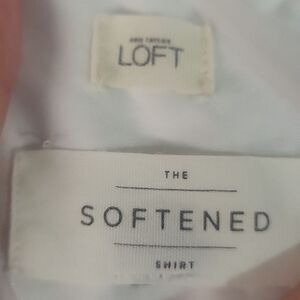 ANN TAYLOR
LOFT
THE
SOFTENED
SHIRT